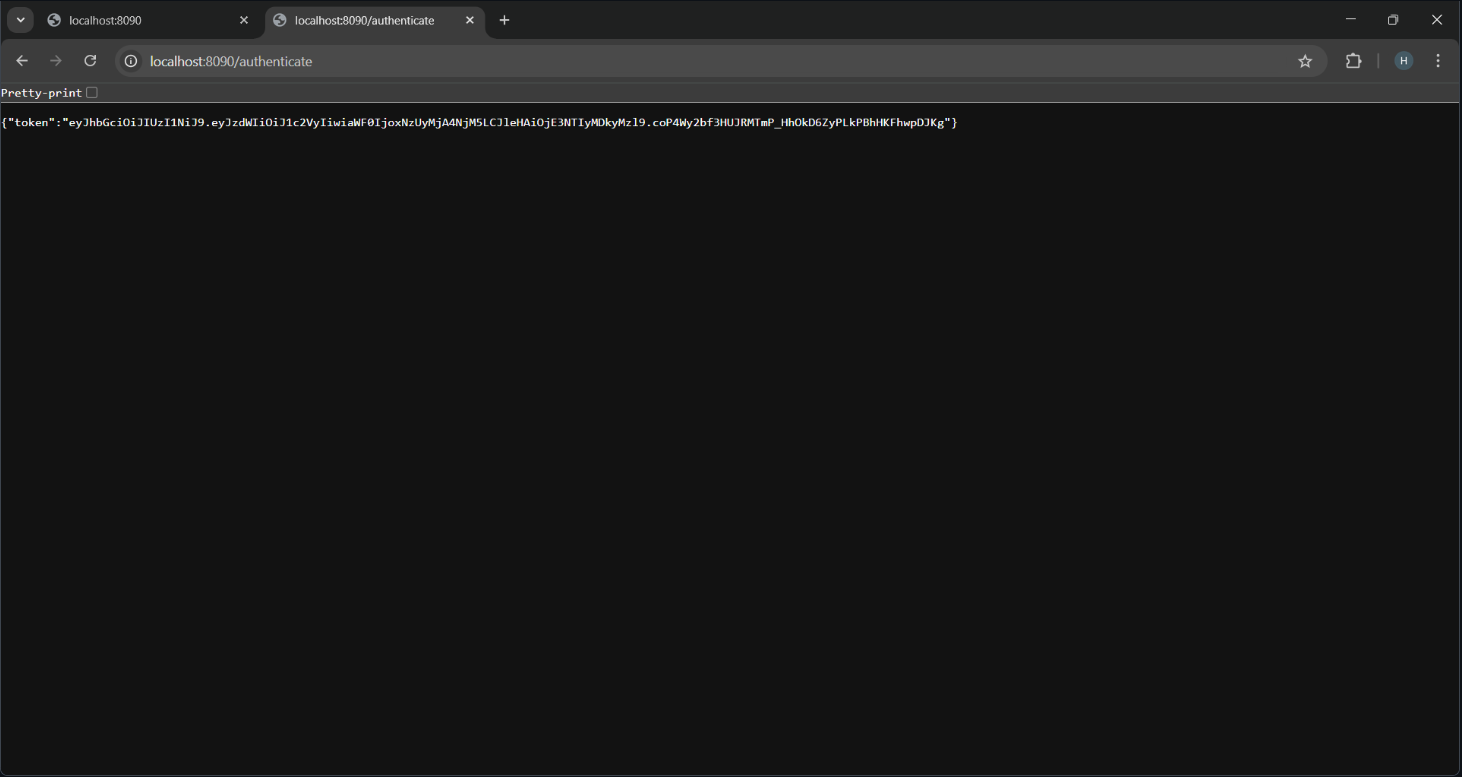 localhost:8090
localhost:8090/authenticate
localhost:8090/authenticate
H
Pretty-print
{"token":"eyJhbGciOiJIUzI1NiJ9.eyJzdWIiOiJ1c2VyIiwiaWF0IjoxNzUyMjA4NjM5LCJleHAiOjE3NTIyMDkyMzl9.coP4Wy2bf3HUJRMTmP_HhOkD6ZyPLkPBhHKFhwpDJKg"}